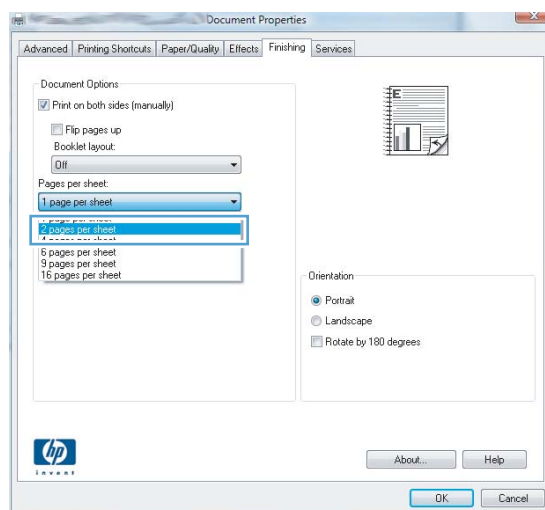 Document Properties
Advanced Printing Shortcuts Paper/Quality Effects Finishing Services
Document Options
Print on both sides (manually)
Flip pages up
Booklet layout:
Off
Pages per sheet:
1 page per sheet
2 pages per sheet
6 pages per sheet
9 pages per sheet
16 pages per sheet
E
Orientation
Portrait
Landscape
Rotate by 180 degrees
hp
invent
About... Help
OK Cancel